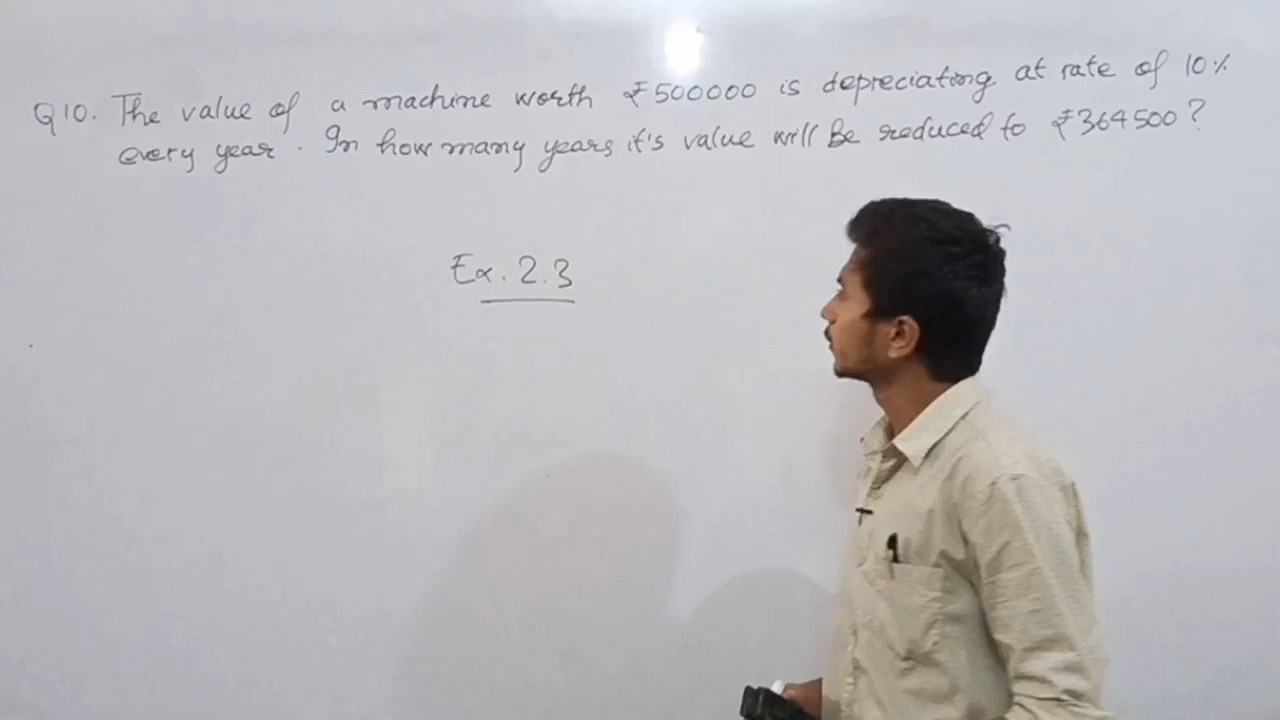 Q10. The value of a machine worth ₹500000 is depreciating at rate of 10%
every year. In how many years it's value will be reduced to ₹364500?
Ex. 2.3